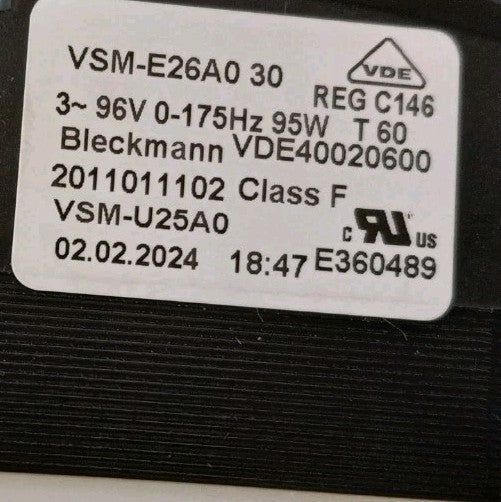 VSM-E26A0 30
VDE
REG C146
3~ 96V 0-175Hz 95W T 60
Bleckmann VDE40020600
2011011102 Class F
VSM-U25A0
c RU us
02.02.2024 18:47 E360489